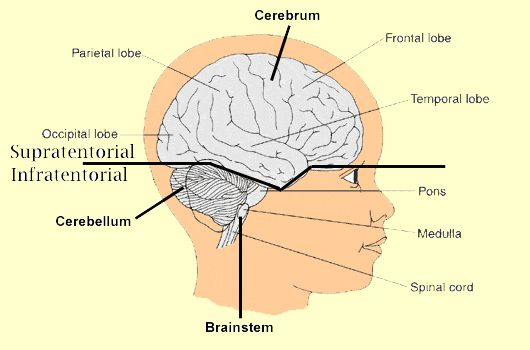 Cerebrum
Frontal lobe
Parietal lobe
Temporal lobe
Occipital lobe
Supratentorial
Infratentorial
Pons
Cerebellum
Medulla
Spinal cord
Brainstem